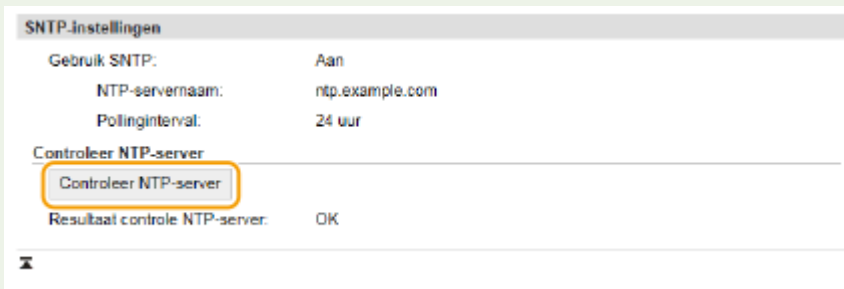 SNTP-instellingen
Gebruik SNTP: Aan
NTP-servernaam: ntp.example.com
Pollinginterval: 24 uur
Controleer NTP-server
Controleer NTP-server
Resultaat controle NTP-server: OK